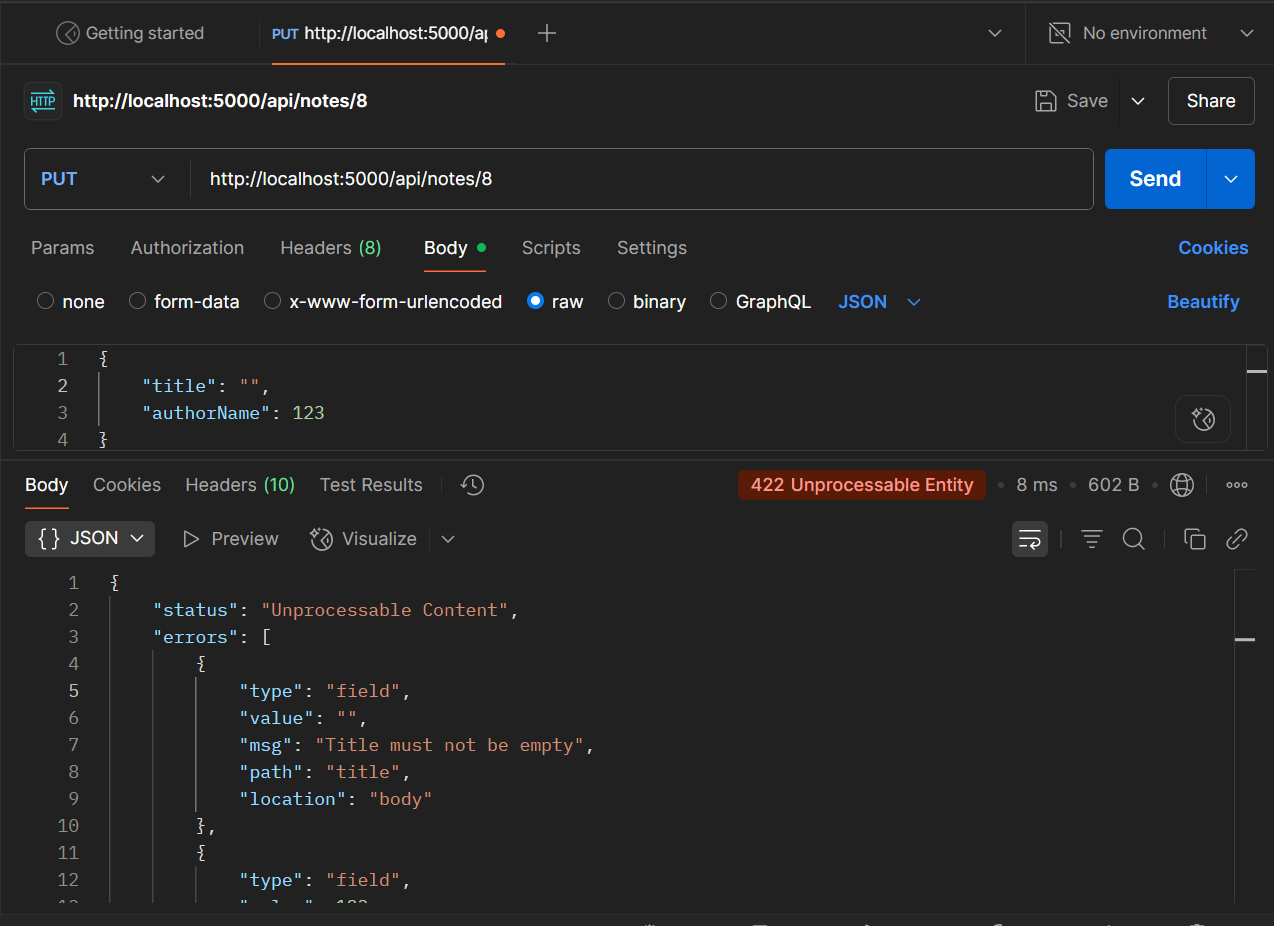 Getting started
PUT http://localhost:5000/ap
No environment
HTTP http://localhost:5000/api/notes/8
Save
Share
PUT
http://localhost:5000/api/notes/8
Send
Params Authorization Headers (8) Body Scripts Settings Cookies
none form-data x-www-form-urlencoded raw binary GraphQL JSON Beautify
1 {
2 "title": "",
3 "authorName": 123
4 }
Body Cookies Headers (10) Test Results 422 Unprocessable Entity 8 ms 602 B
{} JSON Preview Visualize
1 {
2 "status": "Unprocessable Content",
3 "errors": [
4 {
5 "type": "field",
6 "value": "",
7 "msg": "Title must not be empty",
8 "path": "title",
9 "location": "body"
10 },
11 {
12 "type": "field",